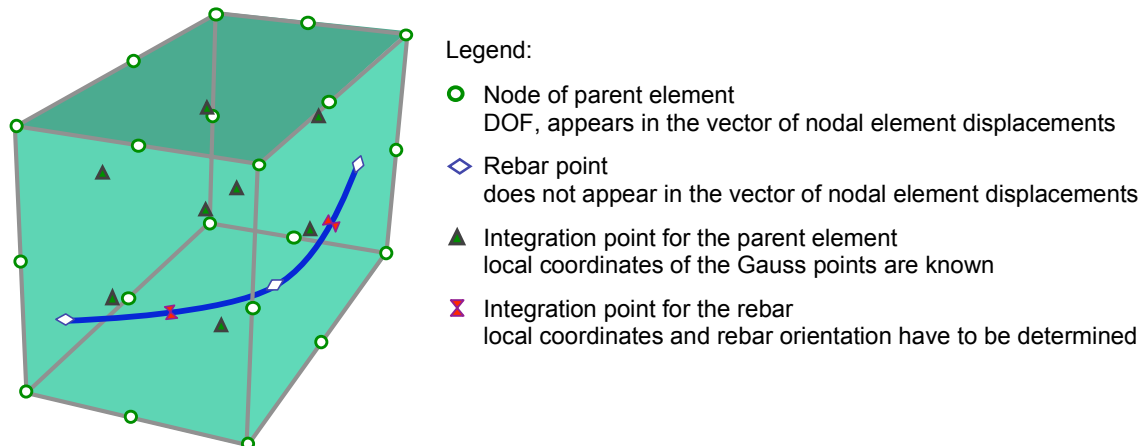 Legend:
Node of parent element
DOF, appears in the vector of nodal element displacements
Rebar point
does not appear in the vector of nodal element displacements
Integration point for the parent element
local coordinates of the Gauss points are known
Integration point for the rebar
local coordinates and rebar orientation have to be determined